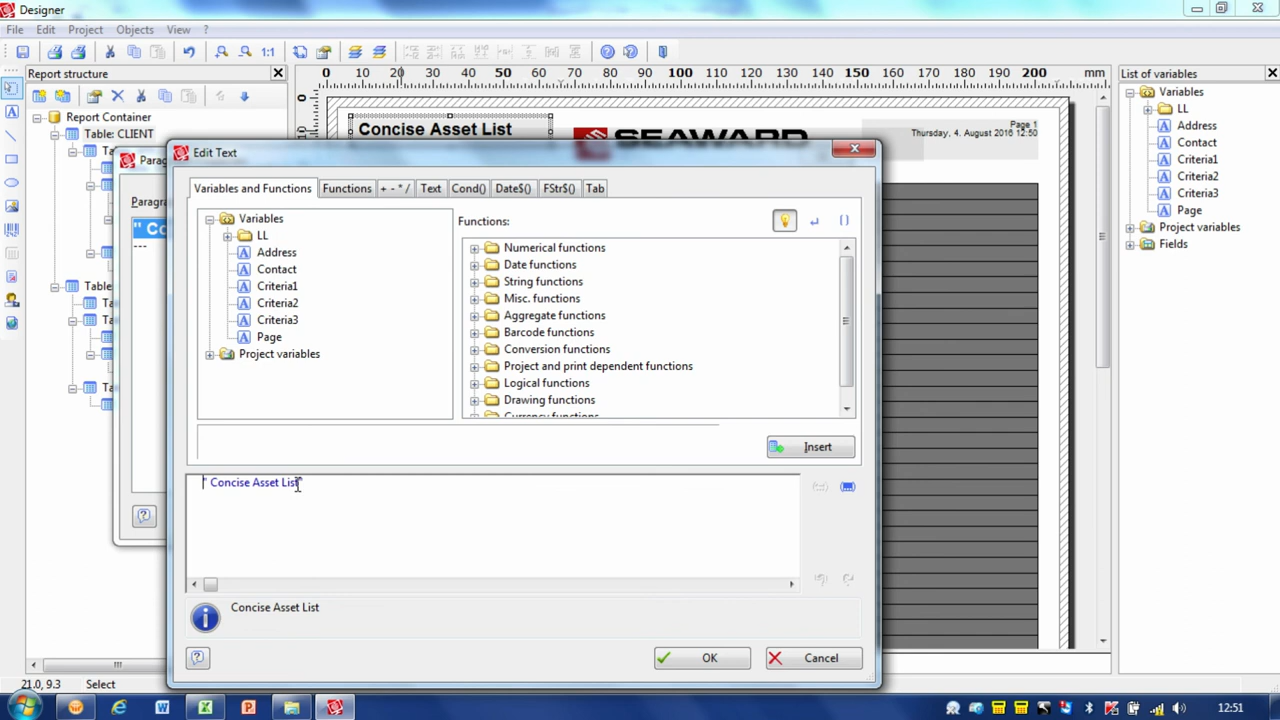 Designer
File Edit Project Objects View ?
1:1
Report structure
Report Container
Table: CLIENT
0 10 20 30 40 50 60 70 80 90 100 110 120 130 140 150 160 170 180 190 200 mm
0
Concise Asset List
SEAWARD
Page 1
Thursday, 4. August 2016 12:50
List of variables
Variables
LL
Address
Contact
Criteria1
Criteria2
Criteria3
Page
Project variables
Fields
Edit Text
Variables and Functions Functions + - * / Text Cond() Date$() FStr$() Tab
Variables
LL
Address
Contact
Criteria1
Criteria2
Criteria3
Page
Project variables
Functions:
Numerical functions
Date functions
String functions
Misc. functions
Aggregate functions
Barcode functions
Conversion functions
Project and print dependent functions
Logical functions
Drawing functions
Currency functions
Insert
" Concise Asset List"
Concise Asset List
OK Cancel
" Co
---
21.0, 9.3 Select
12:51